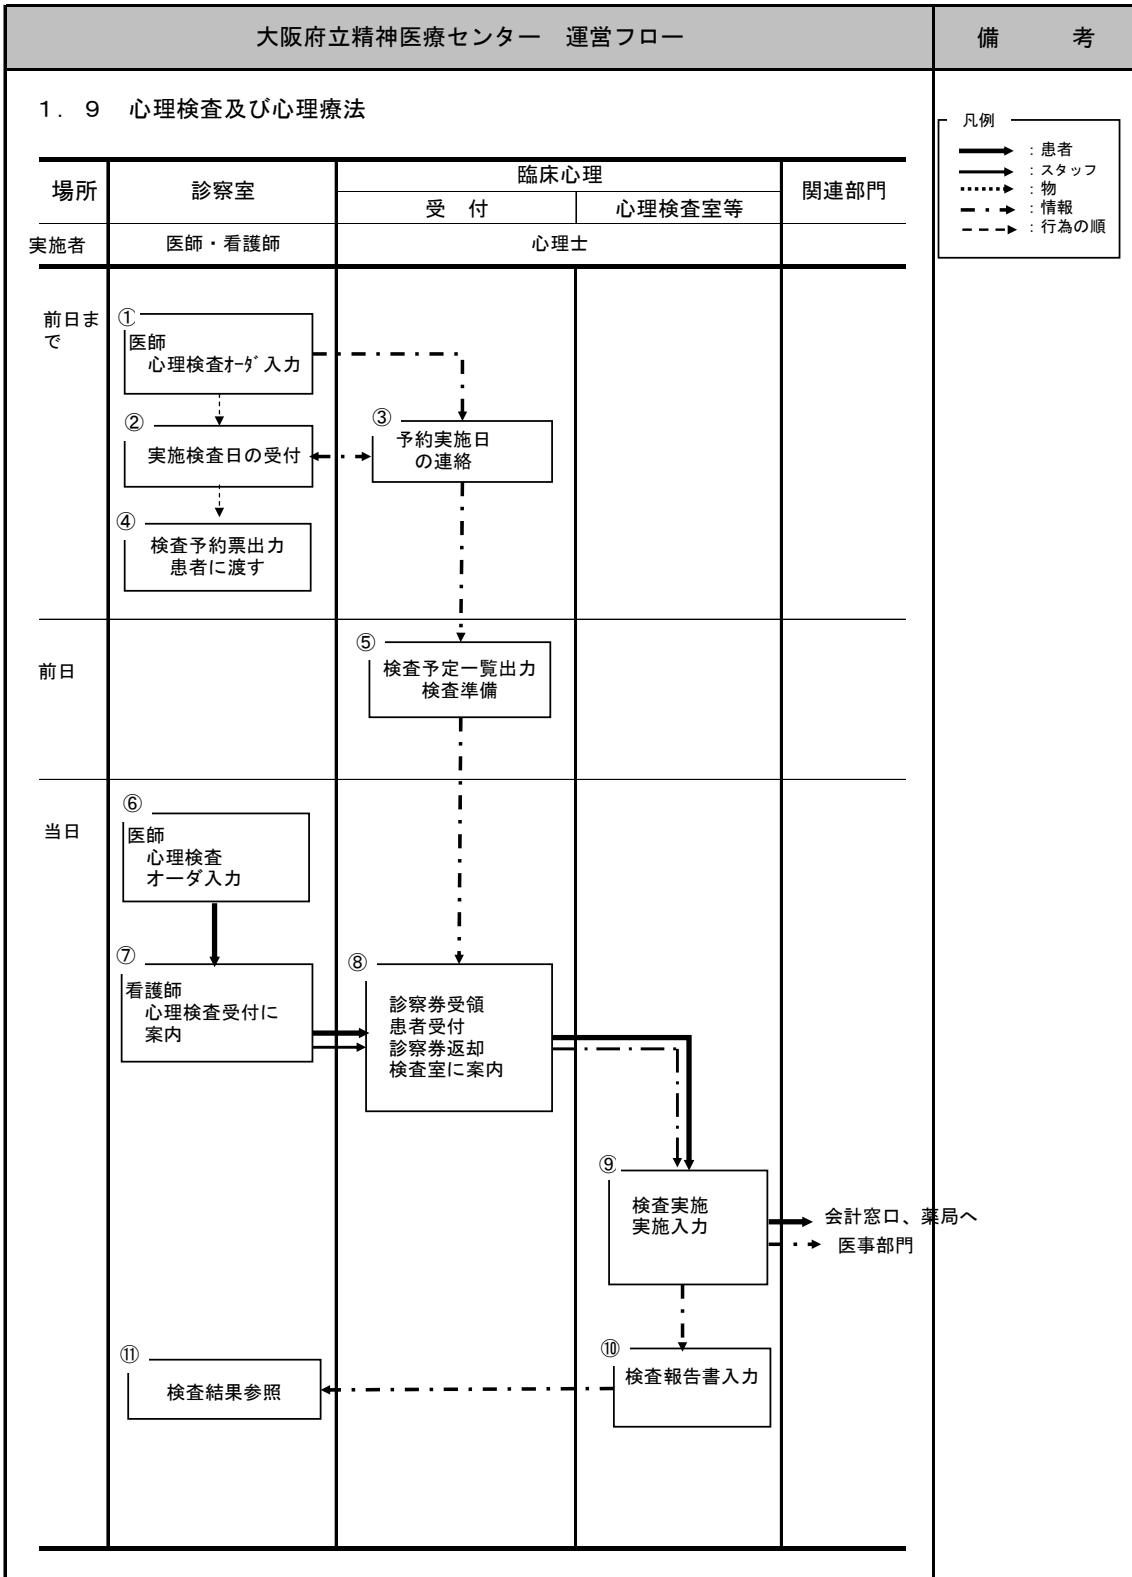 大阪府立精神医療センター　運営フロー
備　考
１．９　心理検査及び心理療法
凡例
：患者
：スタッフ
：物
：情報
：行為の順
場所
診察室
臨床心理
関連部門
受　付
心理検査室等
実施者
医師・看護師
心理士
前日ま
で
①
医師
心理検査ｵｰﾀﾞ入力
②
実施検査日の受付
③
予約実施日
の連絡
④
検査予約票出力
患者に渡す
前日
⑤
検査予定一覧出力
検査準備
当日
⑥
医師
心理検査
オーダ入力
⑦
看護師
心理検査受付に
案内
⑧
診察券受領
患者受付
診察券返却
検査室に案内
⑨
検査実施
実施入力
会計窓口、薬局へ
医事部門
⑩
検査報告書入力
⑪
検査結果参照